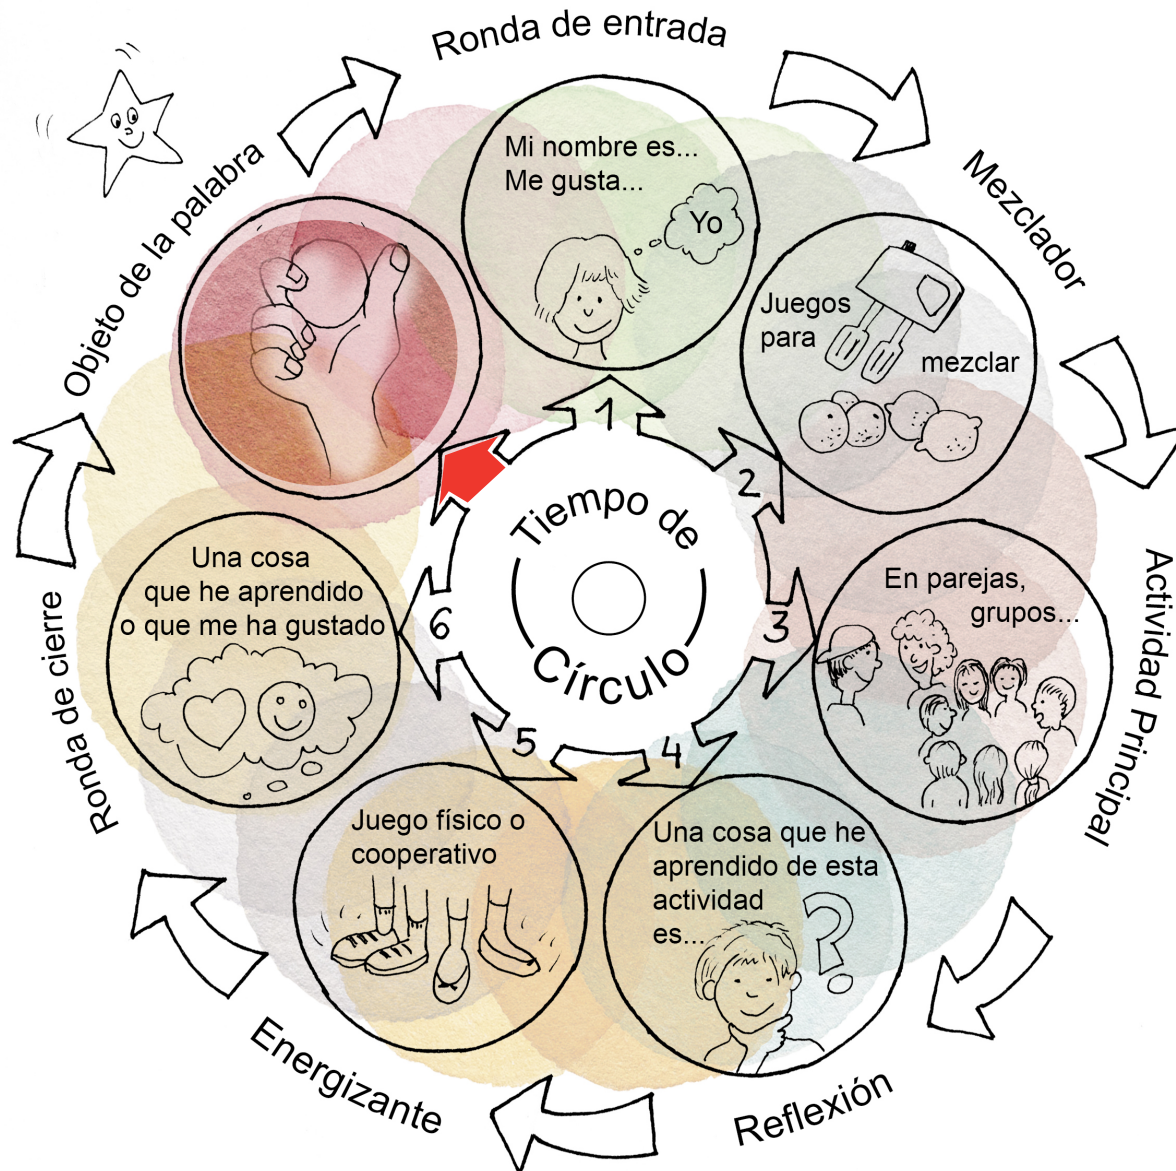 Ronda de entrada
Mi nombre es...
Me gusta...
Yo
Mezclador
Juegos
para
mezclar
Actividad Principal
En parejas,
grupos...
Reflexión
Una cosa que he
aprendido de esta
actividad
es...
Energizante
Juego físico o
cooperativo
Ronda de cierre
Una cosa
que he aprendido
o que me ha gustado
Objeto de la palabra
1
2
3
4
5
6
Tiempo de
Círculo